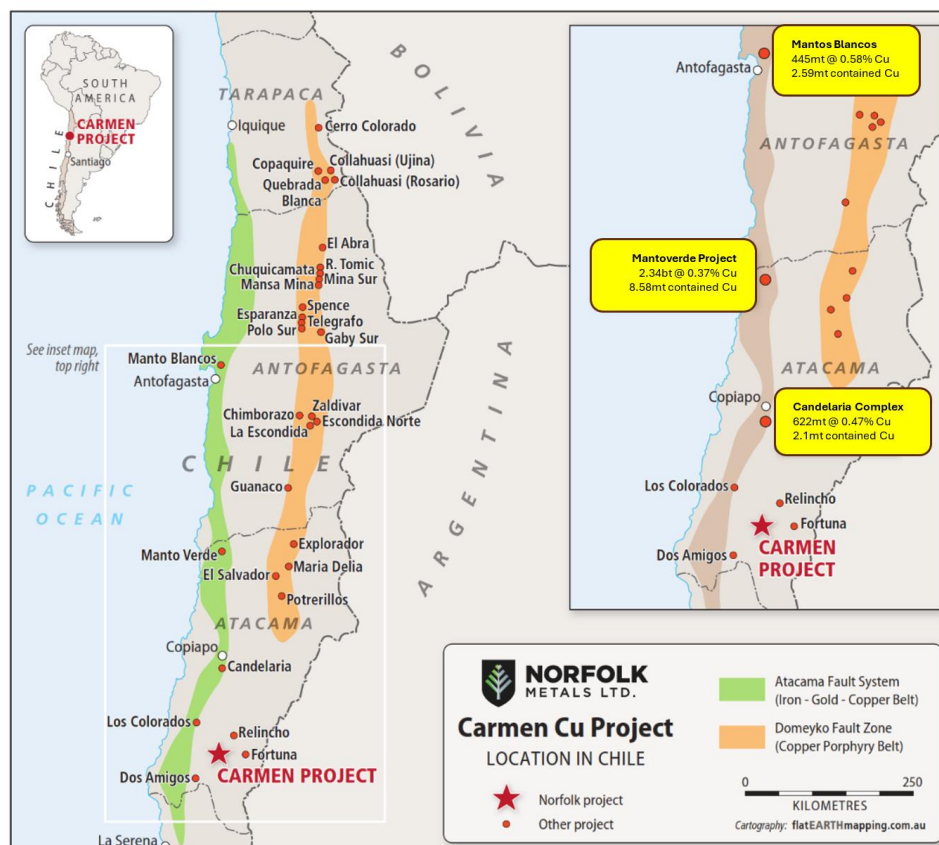 SOUTH
AMERICA
CARMEN
PROJECT
Santiago
CHILE
BOLIVIA
TARAPACA
Iquique
Cerro Colorado
Copaquire
Collahuasi (Ujina)
Quebrada
Blanca
Collahuasi (Rosario)
El Abra
Chuquicamata
R. Tomic
Mansa Mina
Mina Sur
Spence
Esperanza
Telegrafo
Polo Sur
Gaby Sur
See inset map,
top right
Manto Blancos
Antofagasta
ANTOFAGASTA
Chimborazo
Zaldivar
Escondida Norte
La Escondida
CHILE
Guanaco
PACIFIC
OCEAN
ARGENTINA
Manto Verde
Explorador
Maria Delia
El Salvador
Potrerillos
ATACAMA
Copiapo
Candelaria
Los Colorados
Relincho
Fortuna
CARMEN PROJECT
Dos Amigos
La Serena
Mantos Blancos
445mt @ 0.58% Cu
2.59mt contained Cu
Antofagasta
ANTOFAGASTA
Mantoverde Project
2.34bt @ 0.37% Cu
8.58mt contained Cu
ATACAMA
Copiapo
Candelaria Complex
622mt @ 0.47% Cu
2.1mt contained Cu
Los Colorados
Relincho
Fortuna
CARMEN
PROJECT
Dos Amigos
NORFOLK
METALS LTD.
Carmen Cu Project
LOCATION IN CHILE
Norfolk project
Other project
Atacama Fault System
(Iron - Gold - Copper Belt)
Domeyko Fault Zone
(Copper Porphyry Belt)
0 250
KILOMETRES
Cartography: flatEARTHmapping.com.au